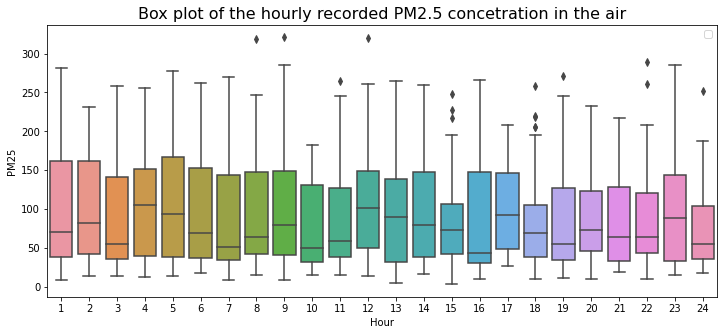 Box plot of the hourly recorded PM2.5 concetration in the air
300
250
200
150
100
50
0
PM25
1 2 3 4 5 6 7 8 9 10 11 12 13 14 15 16 17 18 19 20 21 22 23 24
Hour